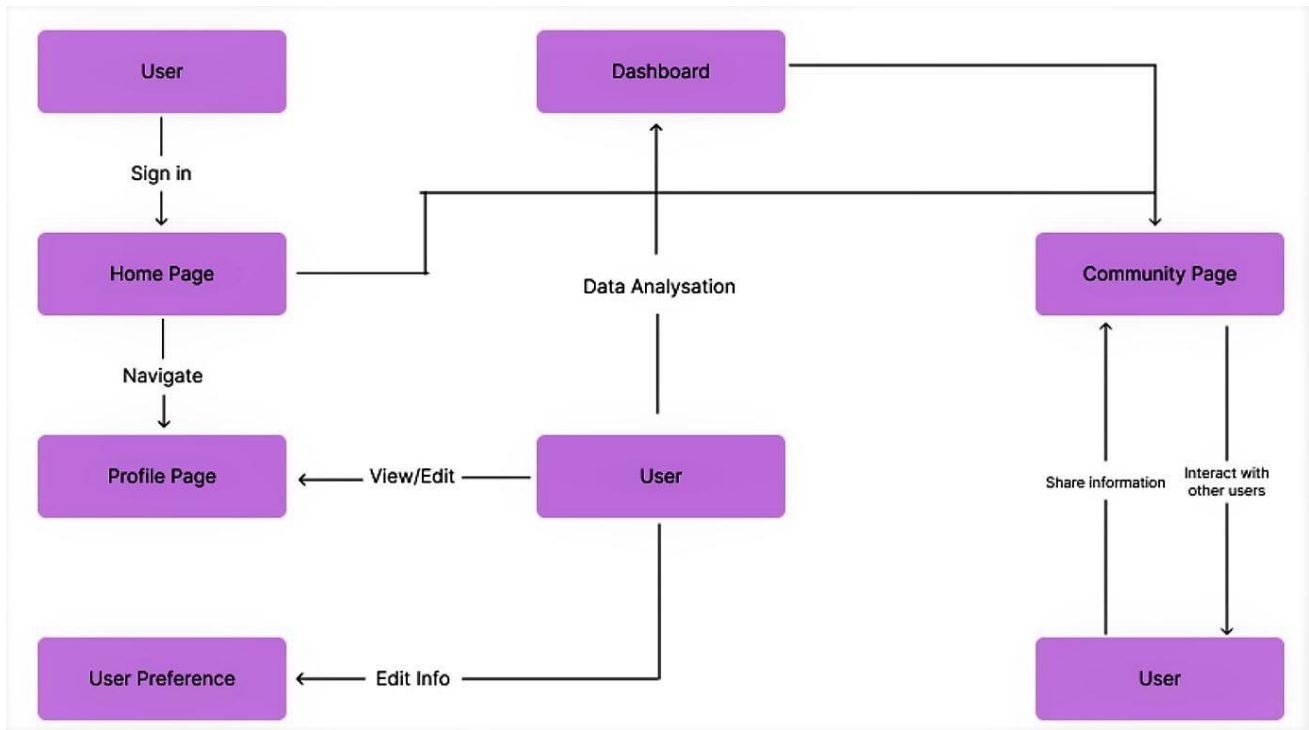 User
Dashboard
Sign in
Home Page
Data Analysation
Community Page
Navigate
Profile Page
View/Edit
User
Share information
Interact with
other users
User Preference
Edit Info
User